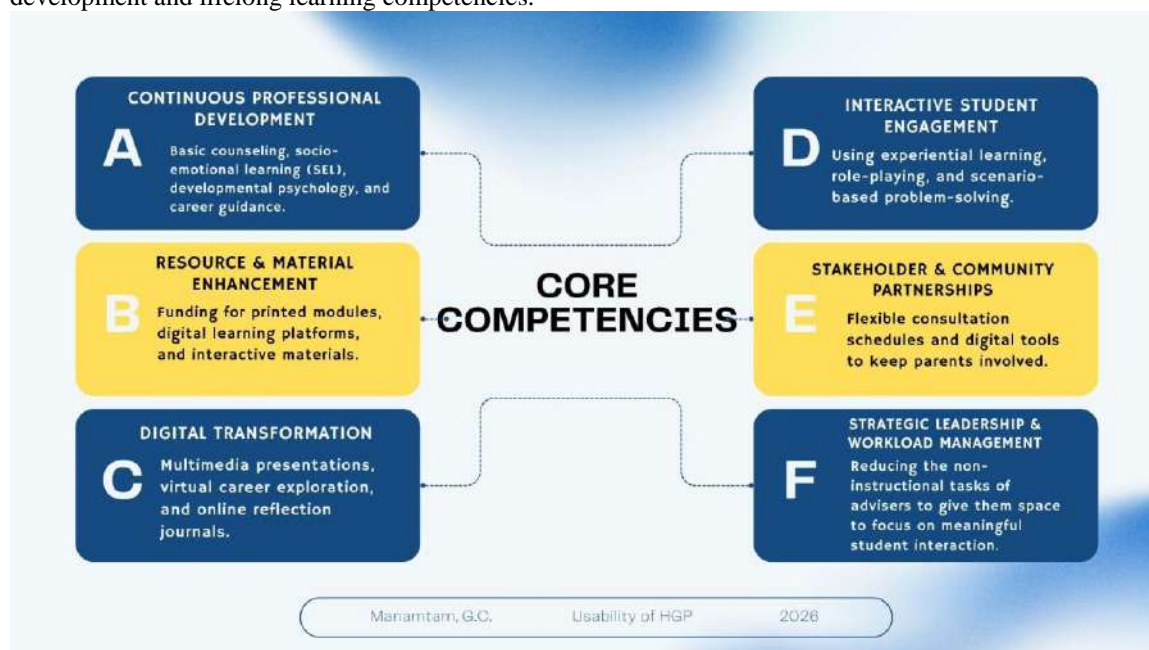 development and lifelong learning competencies.
CONTINUOUS PROFESSIONAL
DEVELOPMENT
A
Basic counseling, socio-
emotional learning (SEL),
developmental psychology, and
career guidance.
RESOURCE & MATERIAL
ENHANCEMENT
B
Funding for printed modules,
digital learning platforms,
and interactive materials.
DIGITAL TRANSFORMATION
C
Multimedia presentations,
virtual career exploration,
and online reflection
journals.
CORE
COMPETENCIES
INTERACTIVE STUDENT
ENGAGEMENT
D
Using experiential learning,
role-playing, and scenario-
based problem-solving.
STAKEHOLDER & COMMUNITY
PARTNERSHIPS
E
Flexible consultation
schedules and digital tools
to keep parents involved.
STRATEGIC LEADERSHIP &
WORKLOAD MANAGEMENT
F
Reducing the non-
instructional tasks of
advisers to give them space
to focus on meaningful
student interaction.
Manamtam, G.C. Usability of HGP 2026